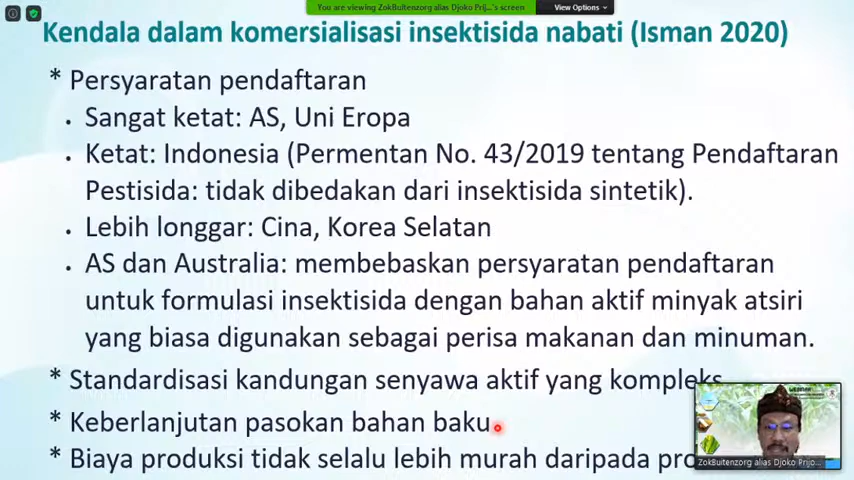 You are viewing ZokBuitenzorg alias Djoko Prij...'s screen
View Options
Kendala dalam komersialisasi insektisida nabati (Isman 2020)
* Persyaratan pendaftaran
• Sangat ketat: AS, Uni Eropa
• Ketat: Indonesia (Permentan No. 43/2019 tentang Pendaftaran
Pestisida: tidak dibedakan dari insektisida sintetik).
• Lebih longgar: Cina, Korea Selatan
• AS dan Australia: membebaskan persyaratan pendaftaran
untuk formulasi insektisida dengan bahan aktif minyak atsiri
yang biasa digunakan sebagai perisa makanan dan minuman.
* Standardisasi kandungan senyawa aktif yang kompleks
* Keberlanjutan pasokan bahan baku
* Biaya produksi tidak selalu lebih murah daripada pro
ZokBuitenzorg alias Djoko Prijo...